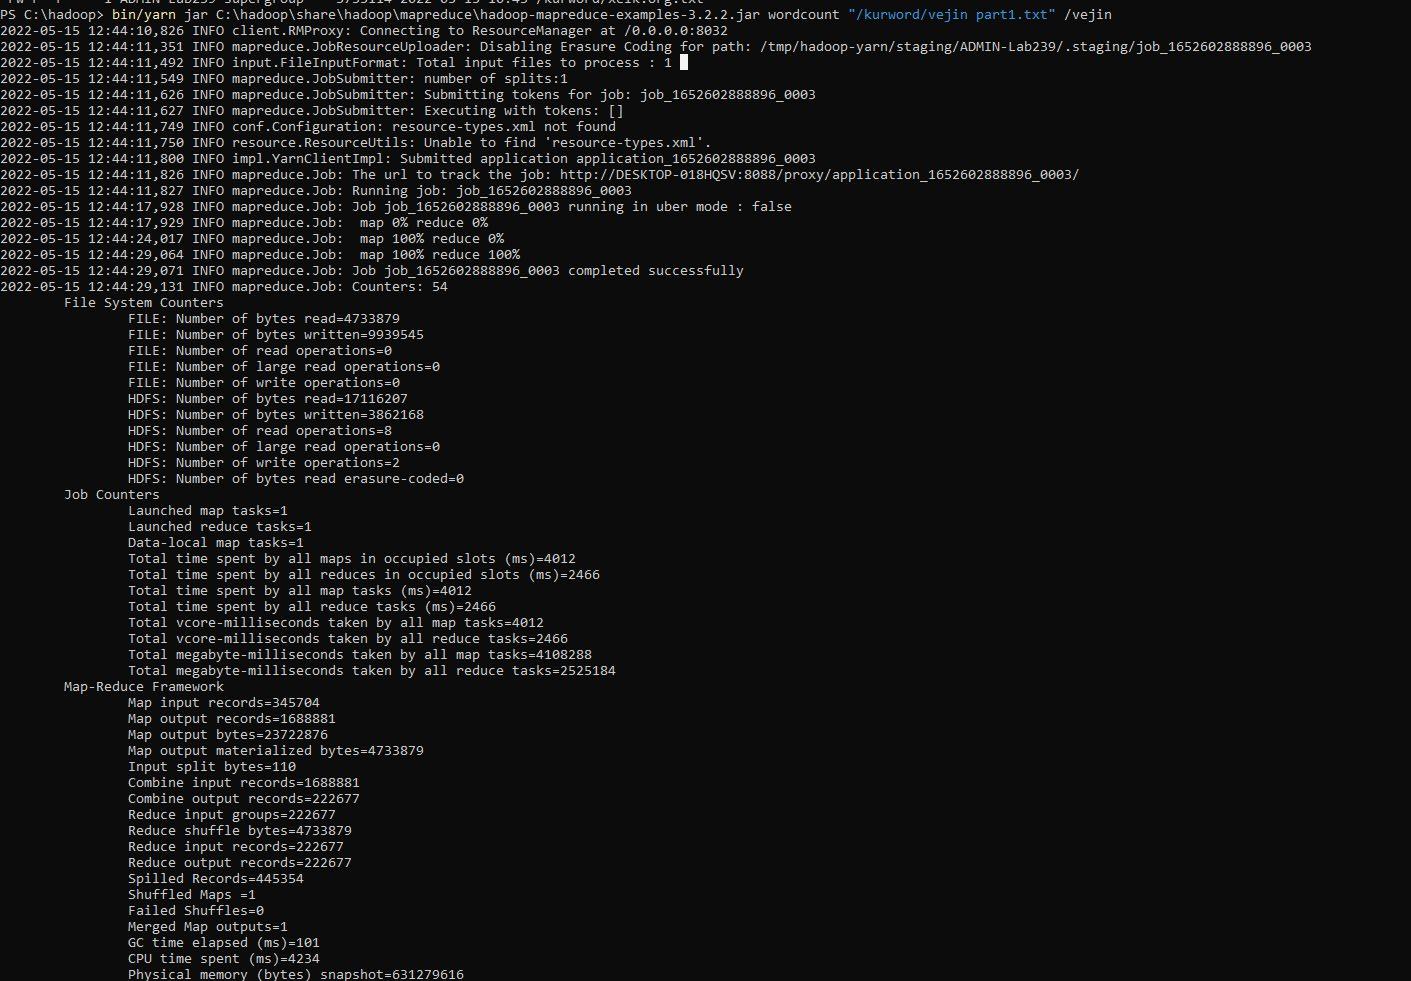 PS C:\hadoop> bin/yarn jar C:\hadoop\share\hadoop\mapreduce\hadoop-mapreduce-examples-3.2.2.jar wordcount "/kurword/vejin part1.txt" /vejin
2022-05-15 12:44:10,826 INFO client.RMProxy: Connecting to ResourceManager at /0.0.0.0:8032
2022-05-15 12:44:11,351 INFO mapreduce.JobResourceUploader: Disabling Erasure Coding for path: /tmp/hadoop-yarn/staging/ADMIN-Lab239/.staging/job_1652602888896_0003
2022-05-15 12:44:11,492 INFO input.FileInputFormat: Total input files to process : 1
2022-05-15 12:44:11,549 INFO mapreduce.JobSubmitter: number of splits:1
2022-05-15 12:44:11,626 INFO mapreduce.JobSubmitter: Submitting tokens for job: job_1652602888896_0003
2022-05-15 12:44:11,627 INFO mapreduce.JobSubmitter: Executing with tokens: []
2022-05-15 12:44:11,749 INFO conf.Configuration: resource-types.xml not found
2022-05-15 12:44:11,750 INFO resource.ResourceUtils: Unable to find 'resource-types.xml'.
2022-05-15 12:44:11,800 INFO impl.YarnClientImpl: Submitted application application_1652602888896_0003
2022-05-15 12:44:11,826 INFO mapreduce.Job: The url to track the job: http://DESKTOP-018HQSV:8088/proxy/application_1652602888896_0003/
2022-05-15 12:44:11,827 INFO mapreduce.Job: Running job: job_1652602888896_0003
2022-05-15 12:44:17,928 INFO mapreduce.Job: Job job_1652602888896_0003 running in uber mode : false
2022-05-15 12:44:17,929 INFO mapreduce.Job:  map 0% reduce 0%
2022-05-15 12:44:24,017 INFO mapreduce.Job:  map 100% reduce 0%
2022-05-15 12:44:29,064 INFO mapreduce.Job:  map 100% reduce 100%
2022-05-15 12:44:29,071 INFO mapreduce.Job: Job job_1652602888896_0003 completed successfully
2022-05-15 12:44:29,131 INFO mapreduce.Job: Counters: 54
File System Counters
FILE: Number of bytes read=4733879
FILE: Number of bytes written=9939545
FILE: Number of read operations=0
FILE: Number of large read operations=0
FILE: Number of write operations=0
HDFS: Number of bytes read=17116207
HDFS: Number of bytes written=3862168
HDFS: Number of read operations=8
HDFS: Number of large read operations=0
HDFS: Number of write operations=2
HDFS: Number of bytes read erasure-coded=0
Job Counters
Launched map tasks=1
Launched reduce tasks=1
Data-local map tasks=1
Total time spent by all maps in occupied slots (ms)=4012
Total time spent by all reduces in occupied slots (ms)=2466
Total time spent by all map tasks (ms)=4012
Total time spent by all reduce tasks (ms)=2466
Total vcore-milliseconds taken by all map tasks=4012
Total vcore-milliseconds taken by all reduce tasks=2466
Total megabyte-milliseconds taken by all map tasks=4108288
Total megabyte-milliseconds taken by all reduce tasks=2525184
Map-Reduce Framework
Map input records=345704
Map output records=1688881
Map output bytes=23722876
Map output materialized bytes=4733879
Input split bytes=110
Combine input records=1688881
Combine output records=222677
Reduce input groups=222677
Reduce shuffle bytes=4733879
Reduce input records=222677
Reduce output records=222677
Spilled Records=445354
Shuffled Maps =1
Failed Shuffles=0
Merged Map outputs=1
GC time elapsed (ms)=101
CPU time spent (ms)=4234
Physical memory (bytes) snapshot=631279616